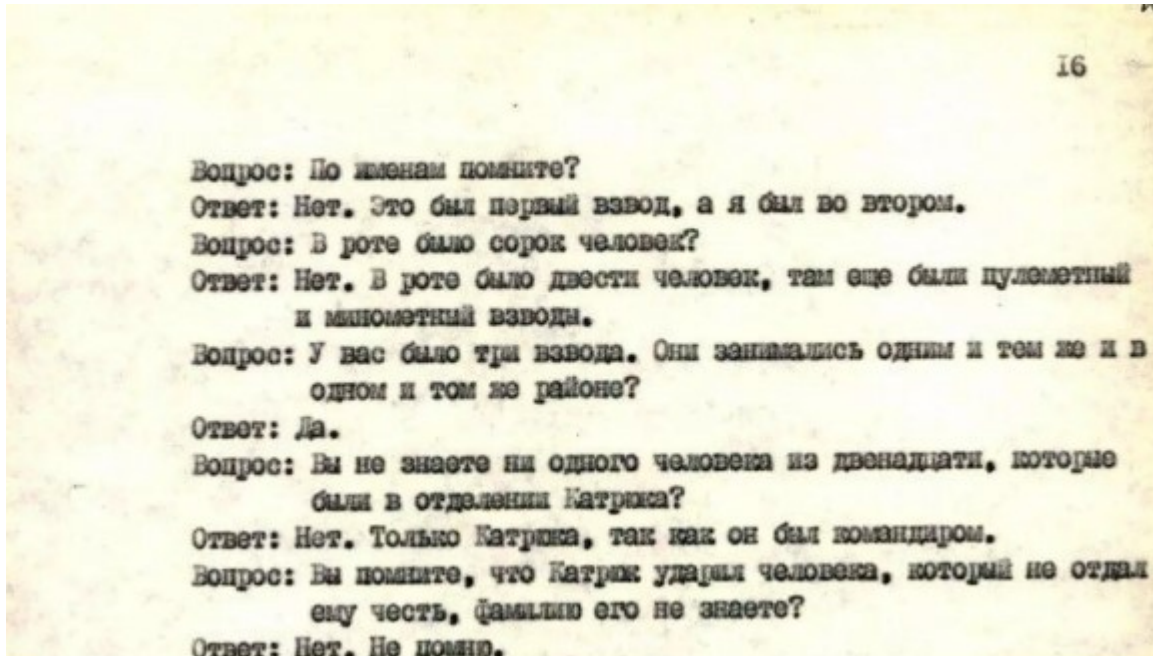 16
Вопрос: По именам помните?
Ответ: Нет. Это был первый взвод, а я был во втором.
Вопрос: В роте было сорок человек?
Ответ: Нет. В роте было двести человек, там еще были пулеметный
и минометный взводы.
Вопрос: У вас было три взвода. Они занимались одним и тем же и в
одном и том же районе?
Ответ: Да.
Вопрос: Вы не знаете ни одного человека из двенадцати, которые
были в отделении Катрюка?
Ответ: Нет. Только Катрюка, так как он был командиром.
Вопрос: Вы помните, что Катрюк ударил человека, который не отдал
ему честь, фамилию его не знаете?
Ответ: Нет. Не помню.